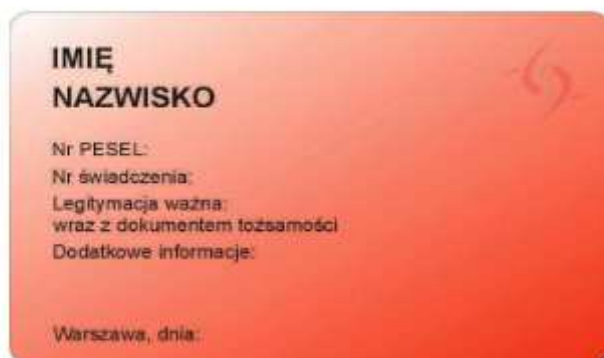 IMIĘ
NAZWISKO
Nr PESEL:
Nr świadczenia:
Legitymacja ważna:
wraz z dokumentem tożsamości
Dodatkowe informacje:
Warszawa, dnia: